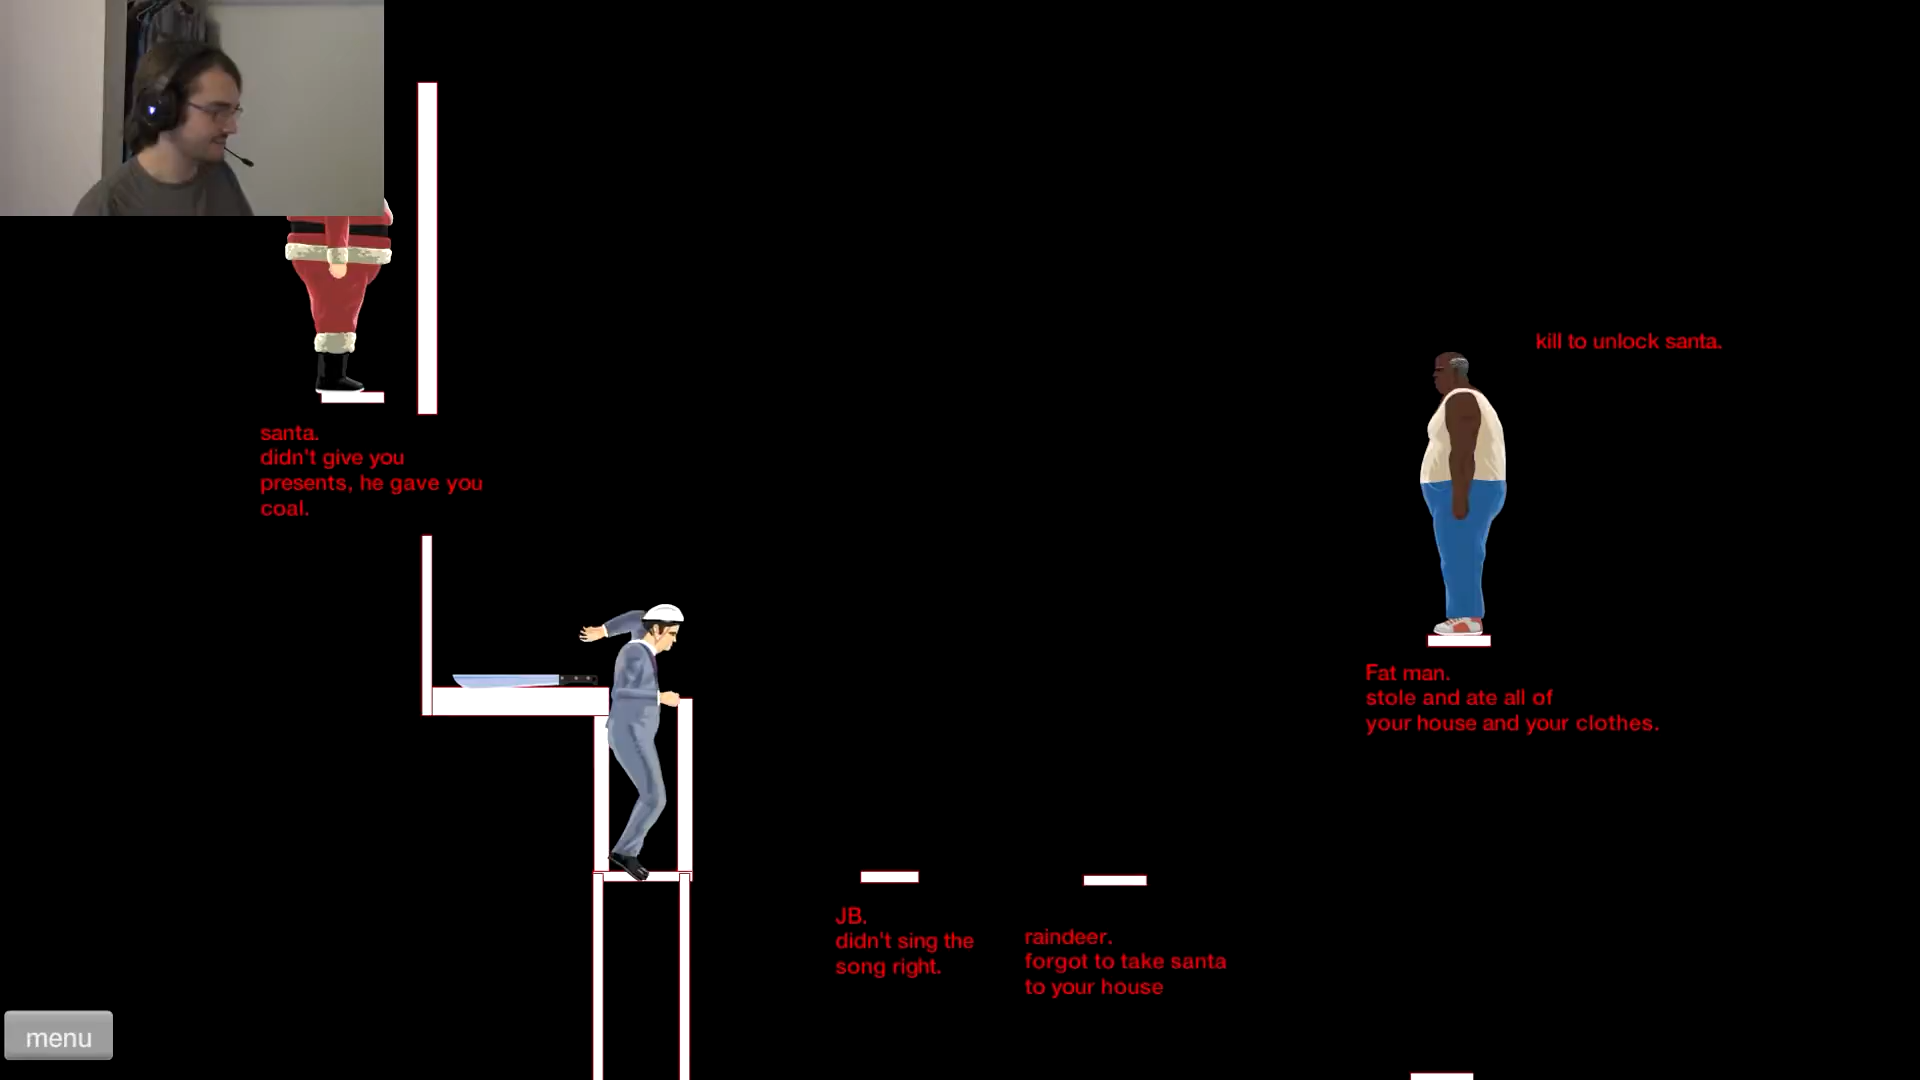 kill to unlock santa.
santa.
didn't give you
presents, he gave you
coal.
Fat man.
stole and ate all of
your house and your clothes.
JB.
didn't sing the
song right.
raindeer.
forgot to take santa
to your house
menu